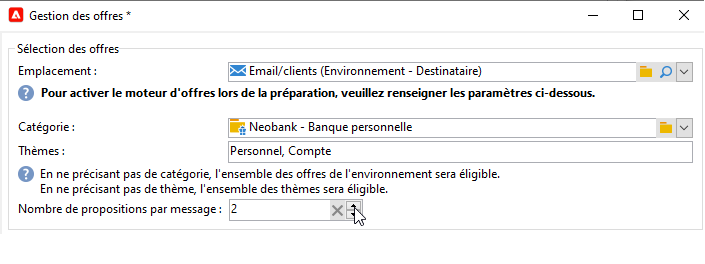 Gestion des offres *
Sélection des offres
Emplacement :
Email/clients (Environnement - Destinataire)
Pour activer le moteur d'offres lors de la préparation, veuillez renseigner les paramètres ci-dessous.
Catégorie :
Neobank - Banque personnelle
Thèmes :
Personnel, Compte
En ne précisant pas de catégorie, l'ensemble des offres de l'environnement sera éligible.
En ne précisant pas de thème, l'ensemble des thèmes sera éligible.
Nombre de propositions par message :
2